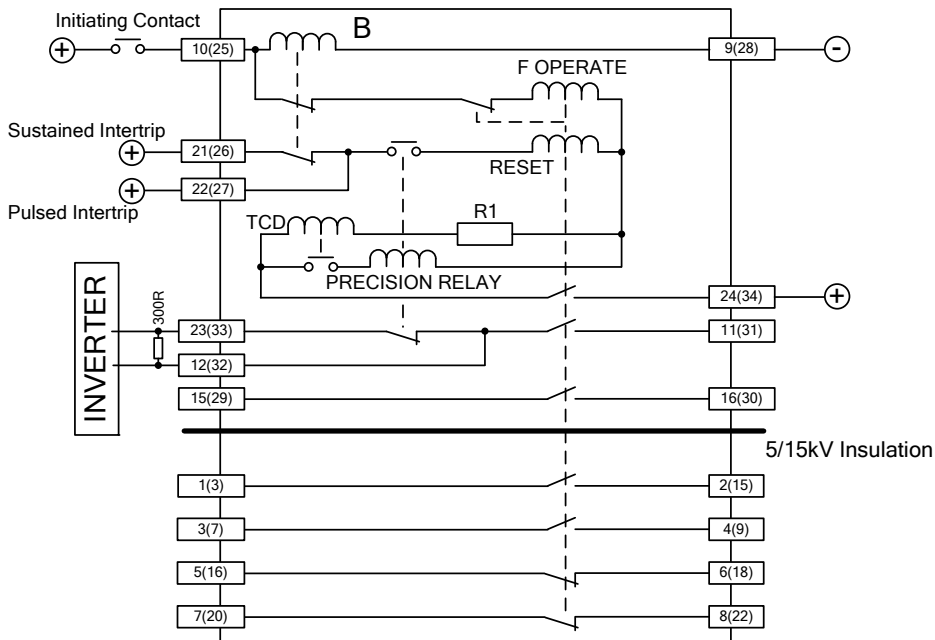 Initiating Contact
B
+
10(25)
9(28)
-
F OPERATE
Sustained Intertrip
+
21(26)
RESET
+
22(27)
Pulsed Intertrip
TCD
R1
PRECISION RELAY
24(34)
+
INVERTER
300R
23(33)
11(31)
12(32)
15(29)
16(30)
5/15kV Insulation
1(3)
2(15)
3(7)
4(9)
5(16)
6(18)
7(20)
8(22)